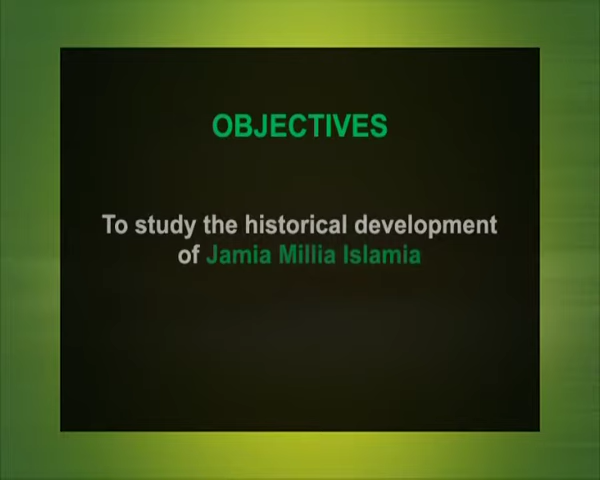 OBJECTIVES
To study the historical development
of Jamia Millia Islamia